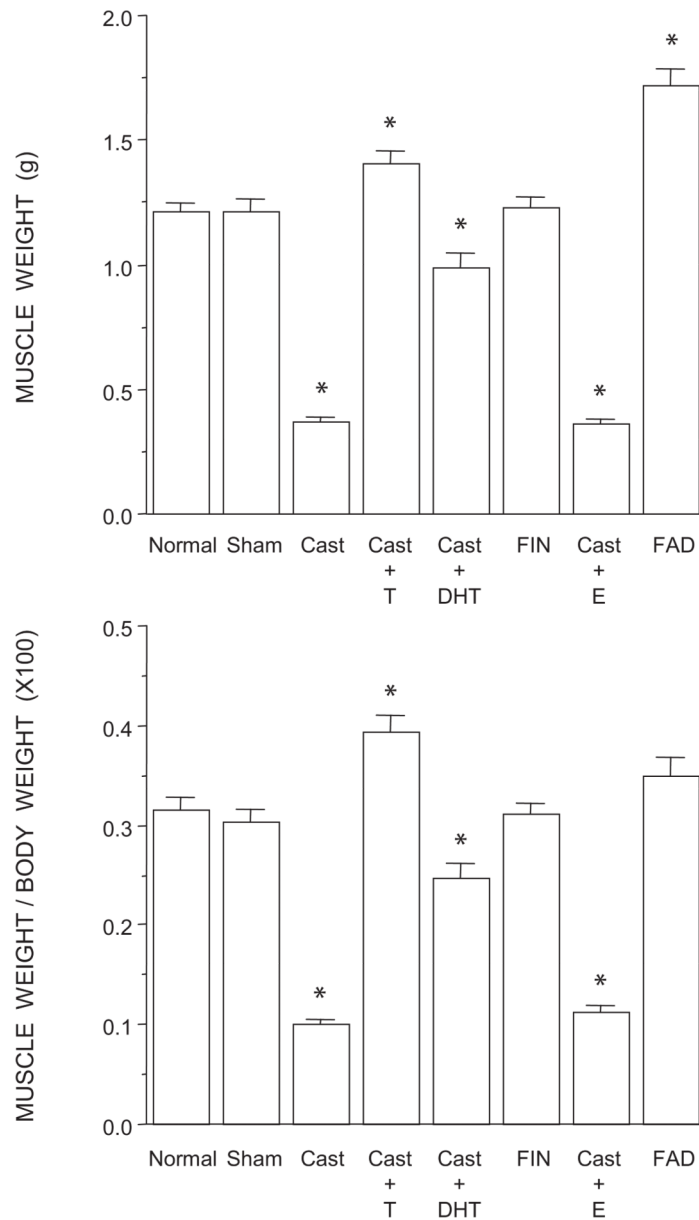 MUSCLE WEIGHT (g)
2.0
1.5
1.0
0.5
0.0
* * * * * *
Normal Sham Cast Cast + T Cast + DHT FIN Cast + E FAD
MUSCLE WEIGHT / BODY WEIGHT (X100)
0.5
0.4
0.3
0.2
0.1
0.0
* * * *
Normal Sham Cast Cast + T Cast + DHT FIN Cast + E FAD